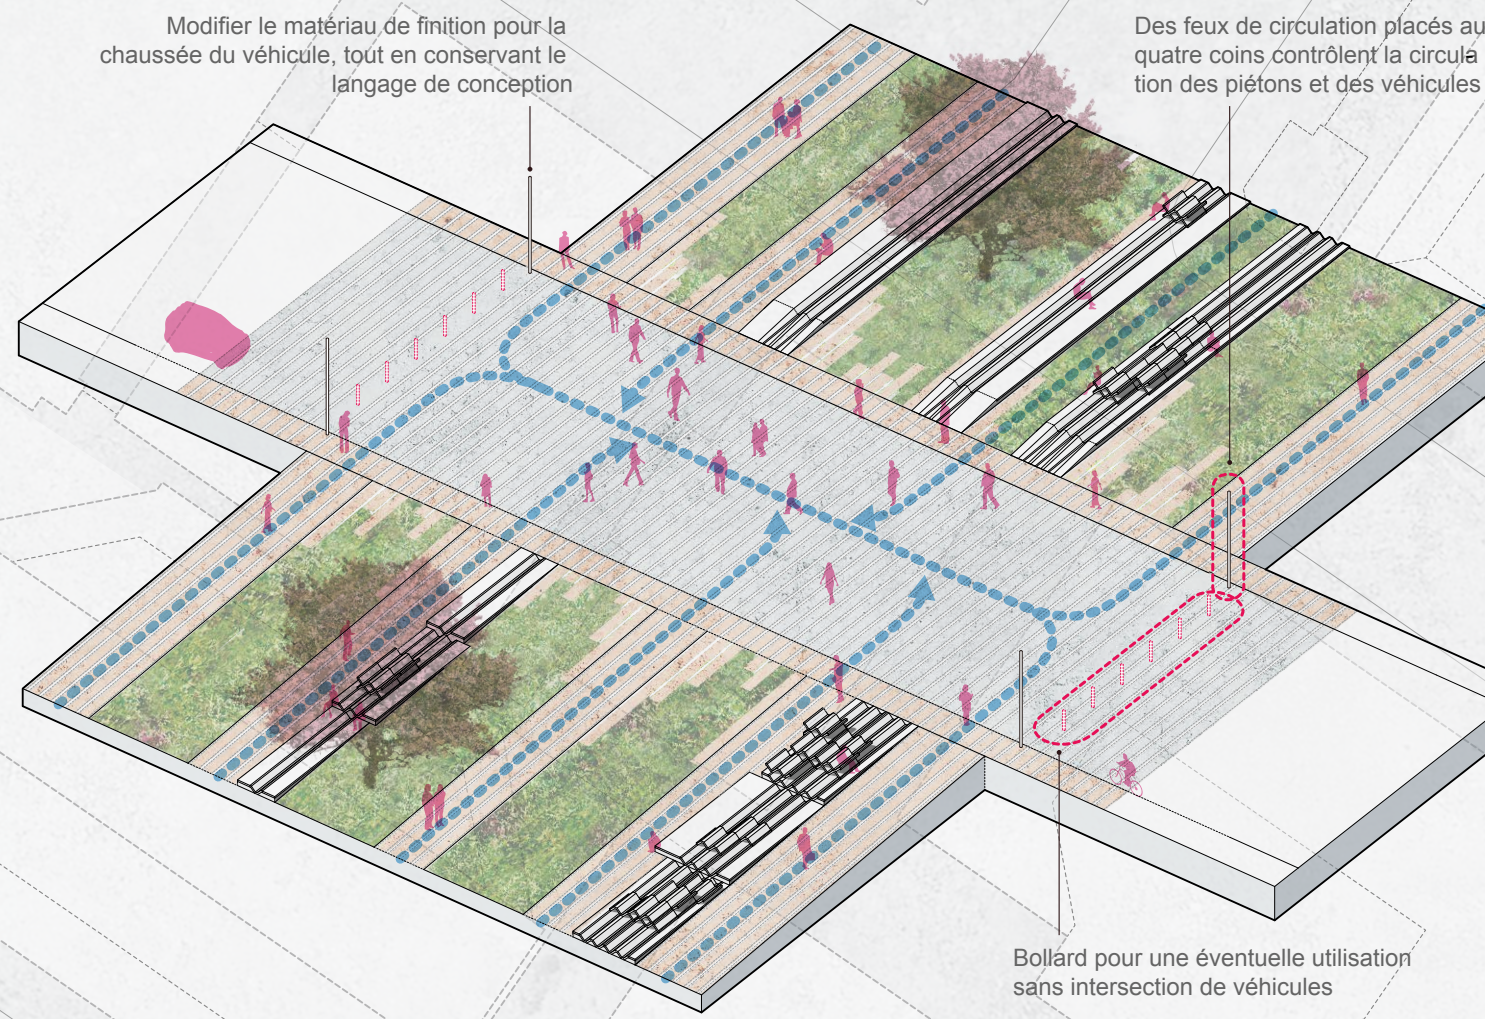 Modifier le matériau de finition pour la
chaussée du véhicule, tout en conservant le
langage de conception
Des feux de circulation placés au
quatre coins contrôlent la circula-
tion des piétons et des véhicules
Bollard pour une éventuelle utilisation
sans intersection de véhicules